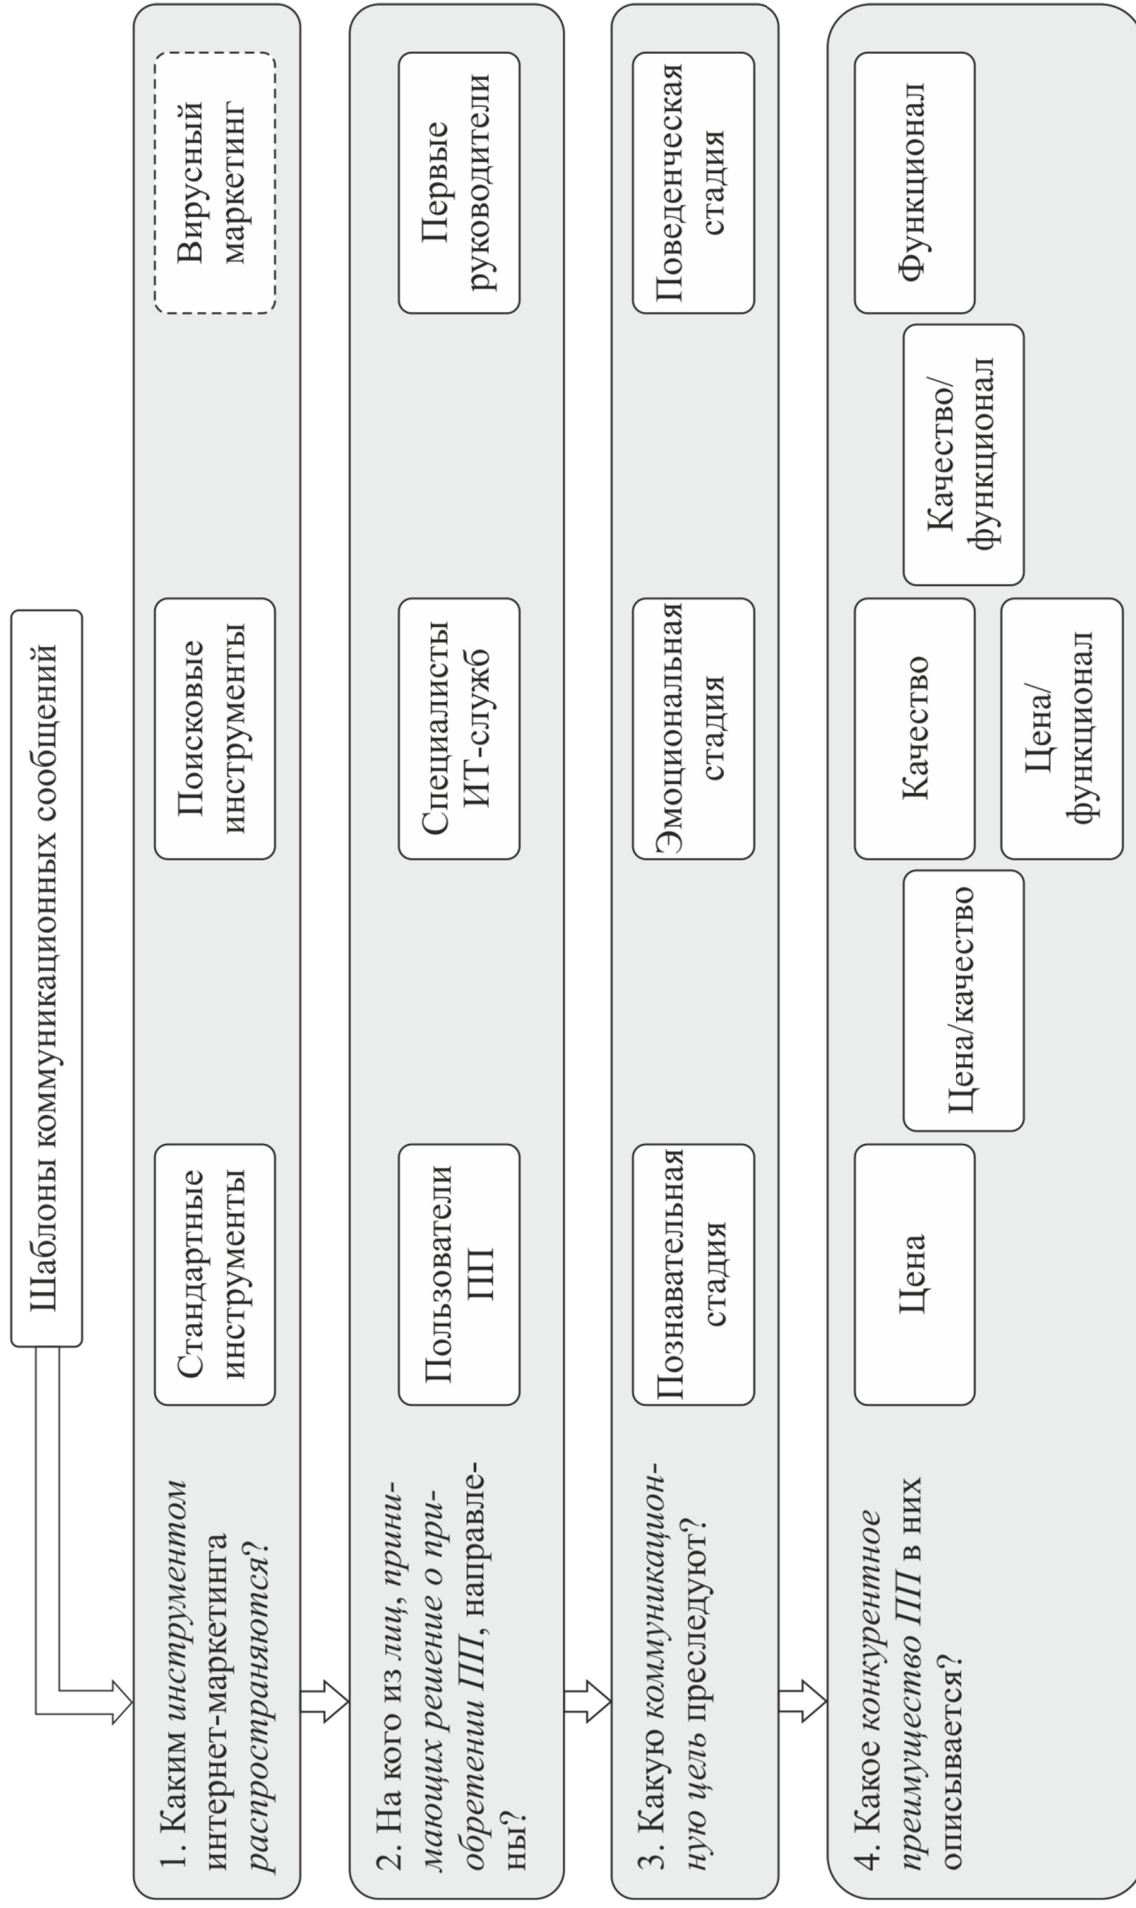 Шаблоны коммуникационных сообщений
1. Каким инструментом
интернет-маркетинга
распространяются?
Стандартные
инструменты
Поисковые
инструменты
Вирусный
маркетинг
2. На кого из лиц, прини-
мающих решение о при-
обретении ПП, направле-
ны?
Пользователи
ПП
Специалисты
ИТ-служб
Первые
руководители
3. Какую коммуникацион-
ную цель преследуют?
Познавательная
стадия
Эмоциональная
стадия
Поведенческая
стадия
4. Какое конкурентное
преимущество ПП в них
описывается?
Цена
Цена/качество
Качество
Цена/
функционал
Качество/
функционал
Функционал